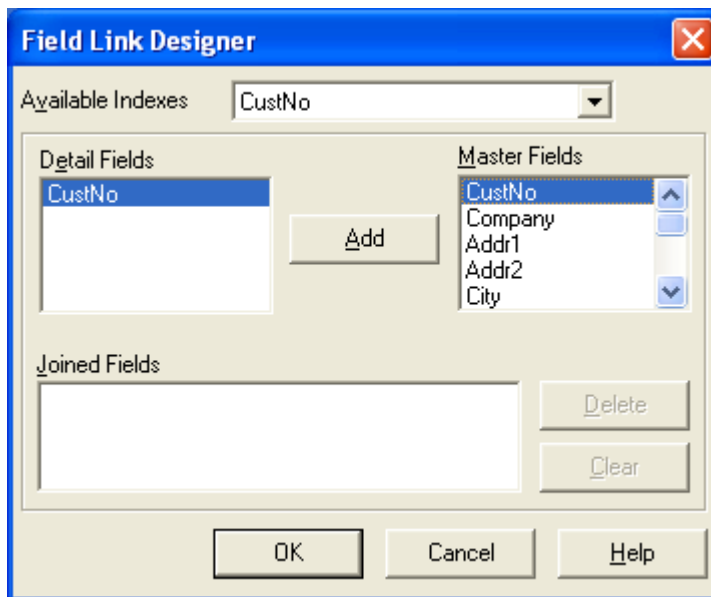 Field Link Designer
Available Indexes CustNo
Detail Fields
CustNo
Add
Master Fields
CustNo
Company
Addr1
Addr2
City
Joined Fields
Delete
Clear
OK Cancel Help